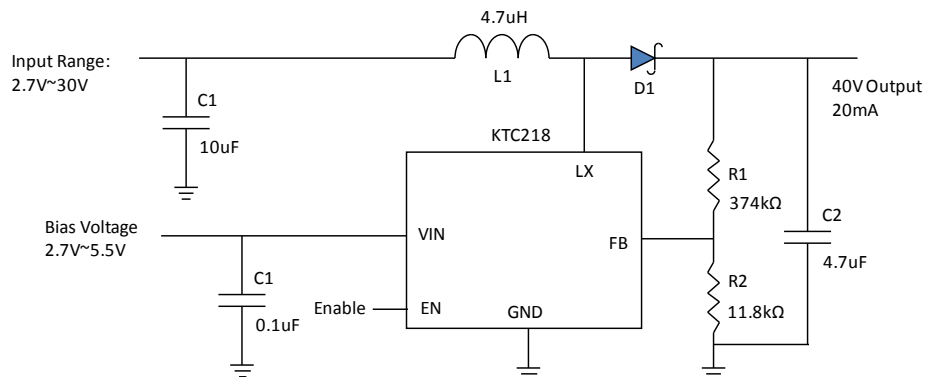 4.7uH
L1
Input Range:
2.7V~30V
C1
10uF
D1
40V Output
20mA
KTC218
LX
R1
374kΩ
Bias Voltage
2.7V~5.5V
VIN
FB
C2
4.7uF
C1
0.1uF
Enable
EN
GND
R2
11.8kΩ